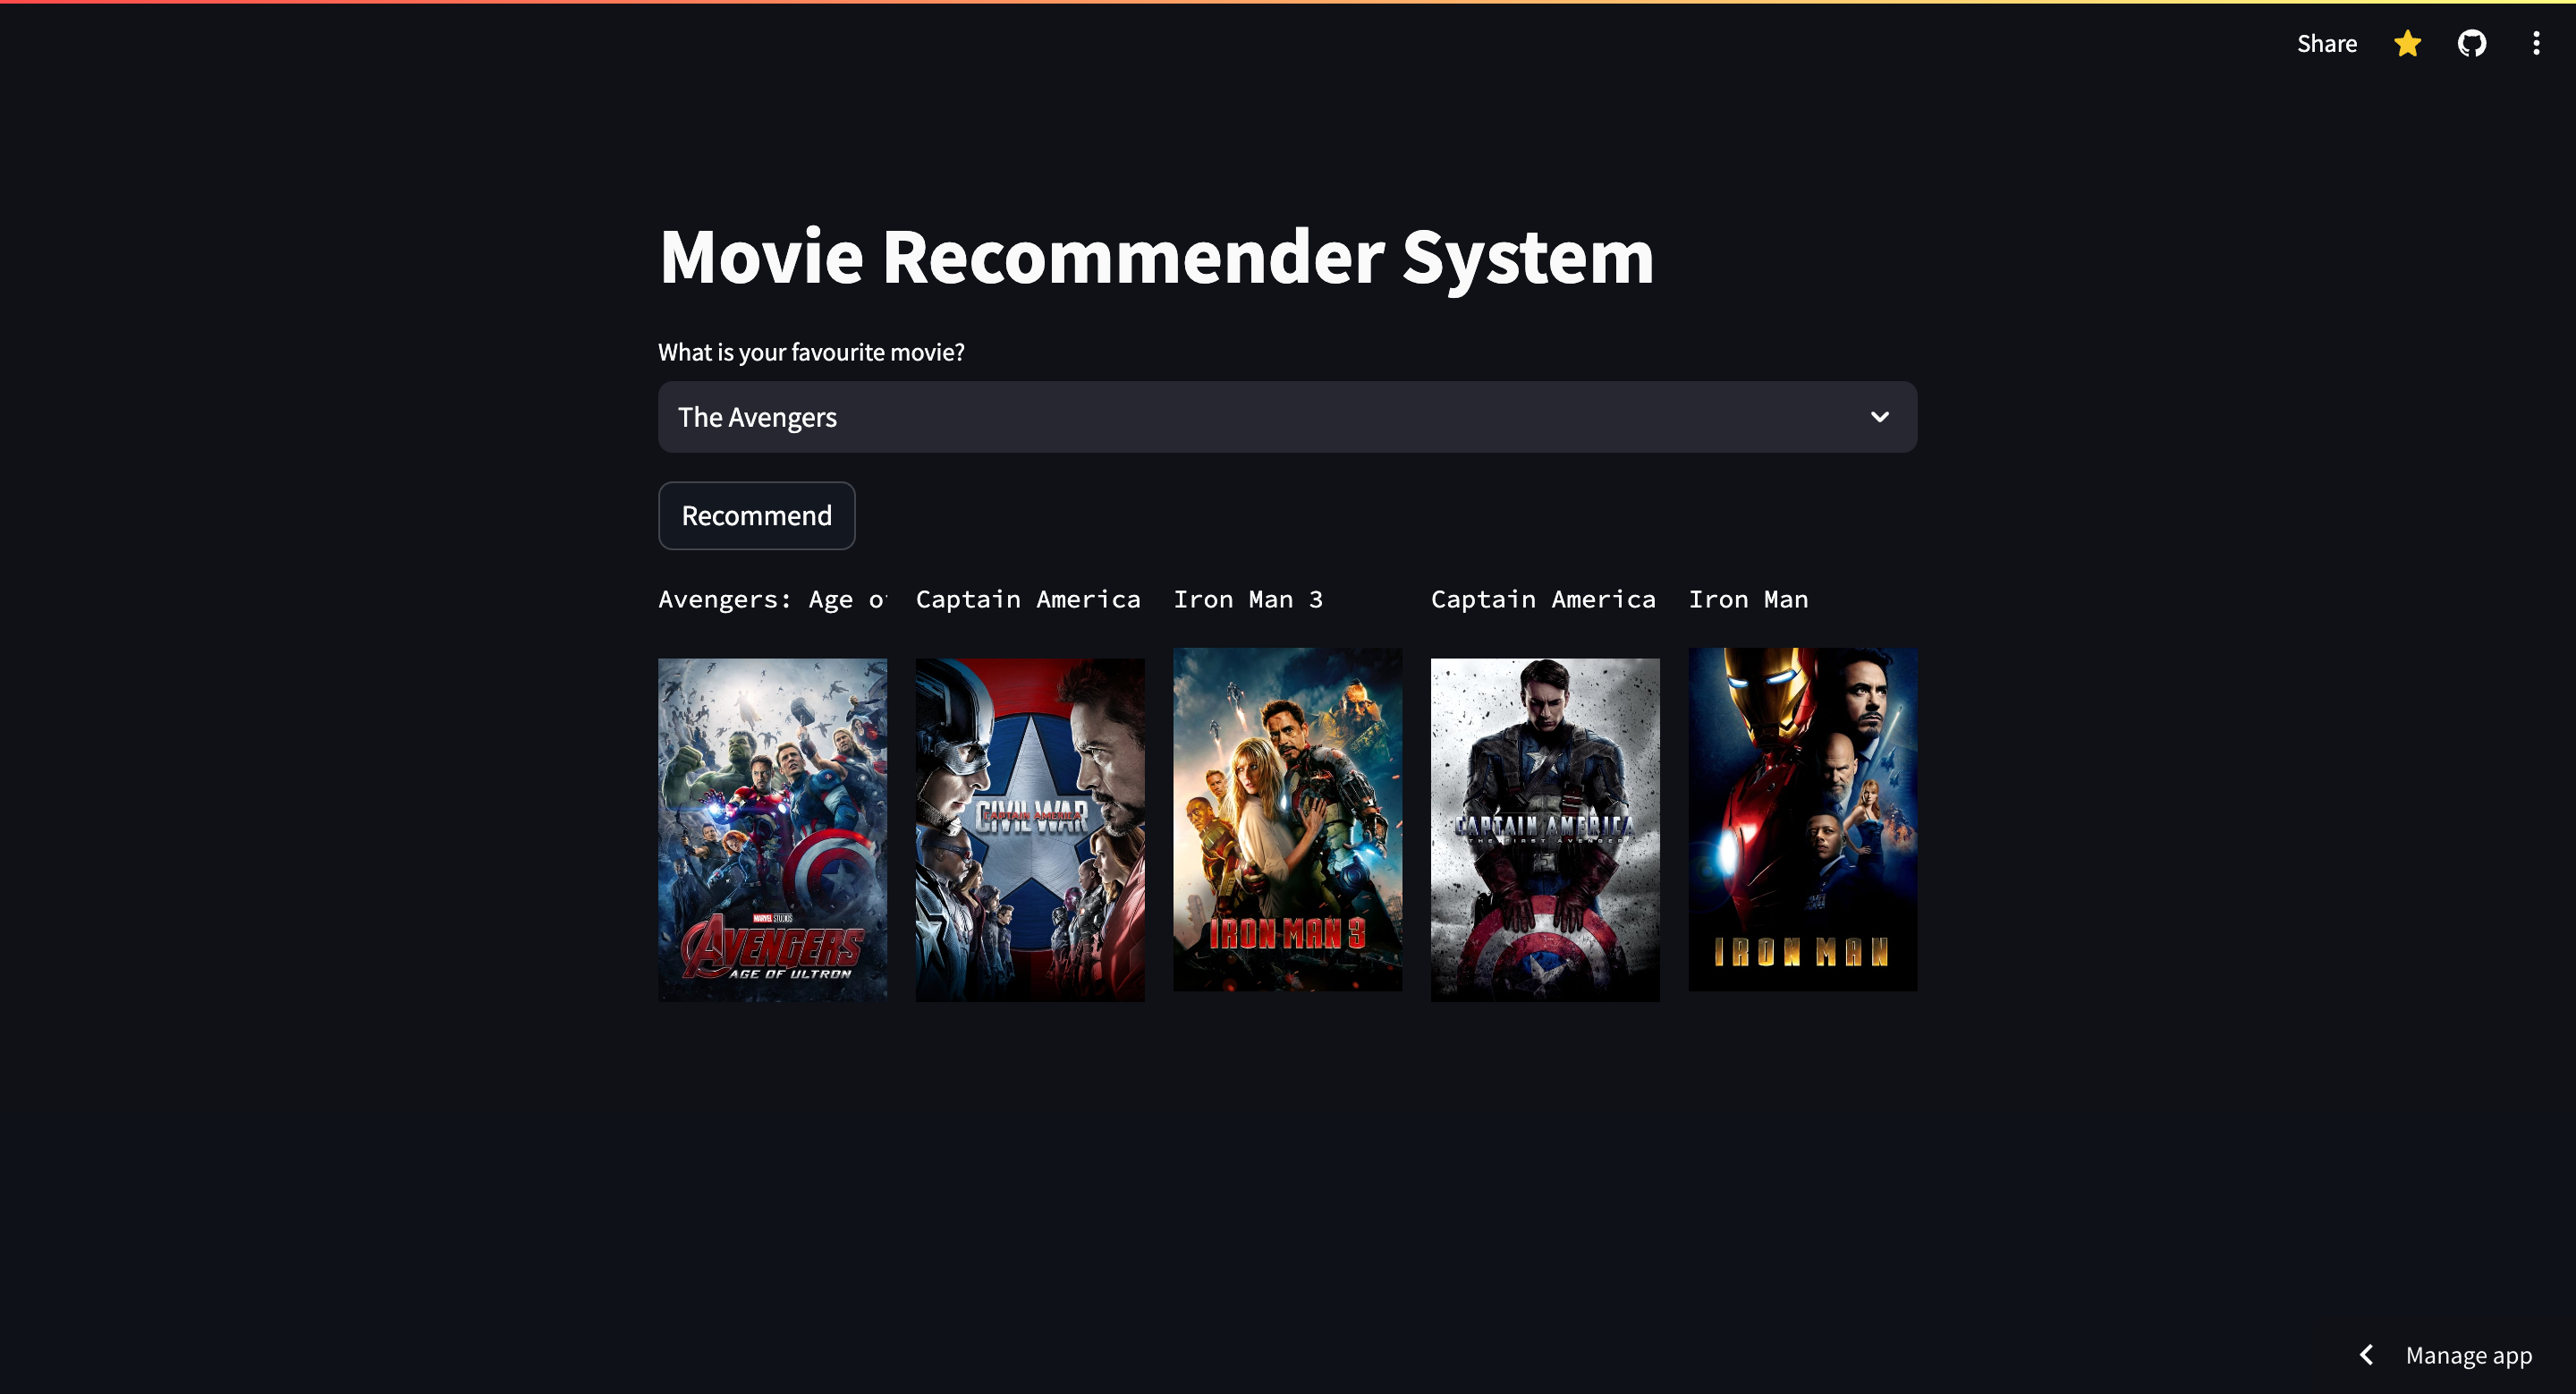 Share
Movie Recommender System
What is your favourite movie?
The Avengers
Recommend
Avengers: Age o
Captain America
Iron Man 3
Captain America
Iron Man
MARVEL STUDIOS
AVENGERS
AGE OF ULTRON
CAPTAIN AMERICA
CIVIL WAR
IRON MAN 3
CAPTAIN AMERICA
THE FIRST AVENGER
IRON MAN
Manage app